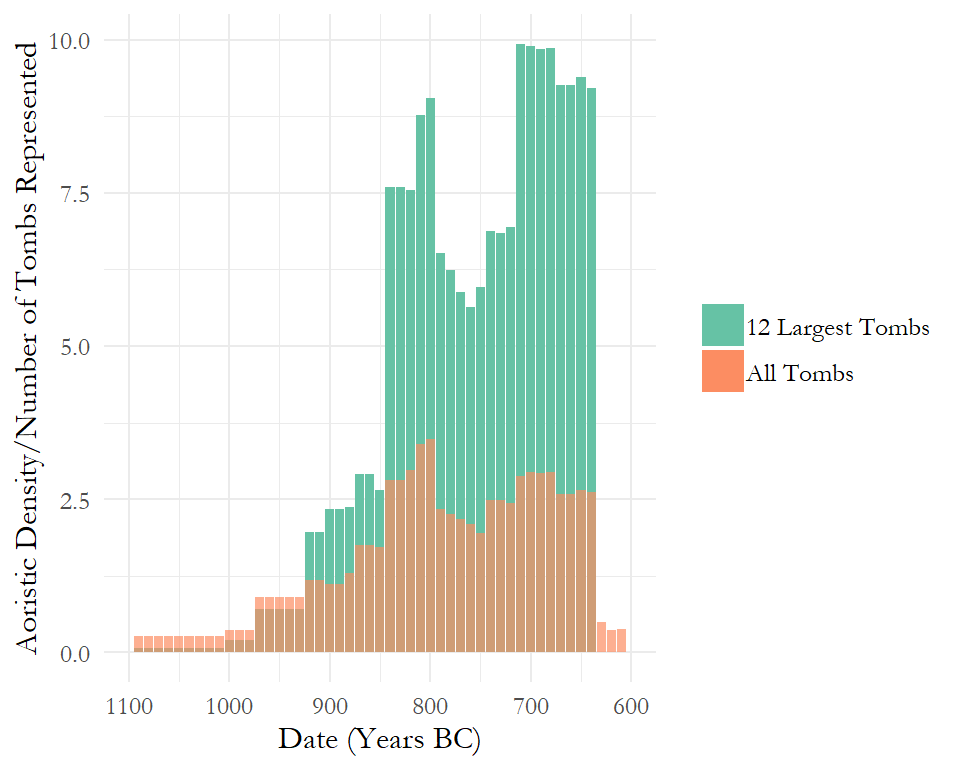 Aoristic Density/Number of Tombs Represented
10.0
7.5
5.0
2.5
0.0
1100 1000 900 800 700 600
Date (Years BC)
12 Largest Tombs
All Tombs